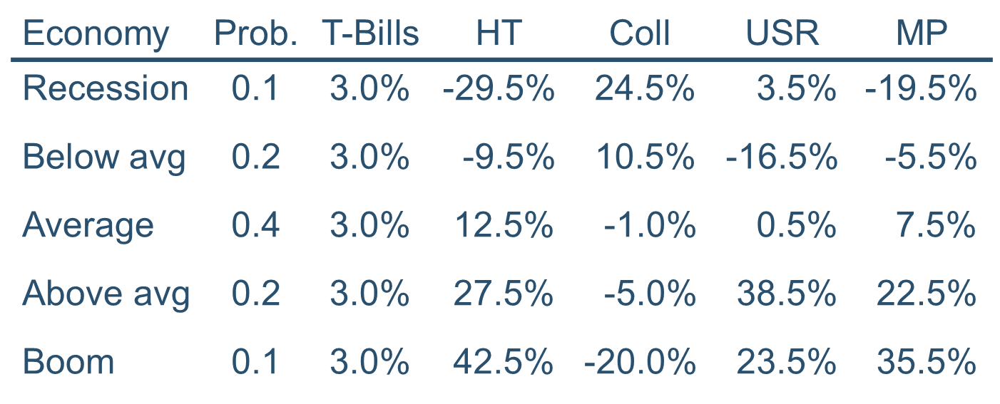 Economy Prob. T-Bills HT Coll USR MP
Recession 0.1 3.0% -29.5% 24.5% 3.5% -19.5%
Below avg 0.2 3.0% -9.5% 10.5% -16.5% -5.5%
Average 0.4 3.0% 12.5% -1.0% 0.5% 7.5%
Above avg 0.2 3.0% 27.5% -5.0% 38.5% 22.5%
Boom 0.1 3.0% 42.5% -20.0% 23.5% 35.5%